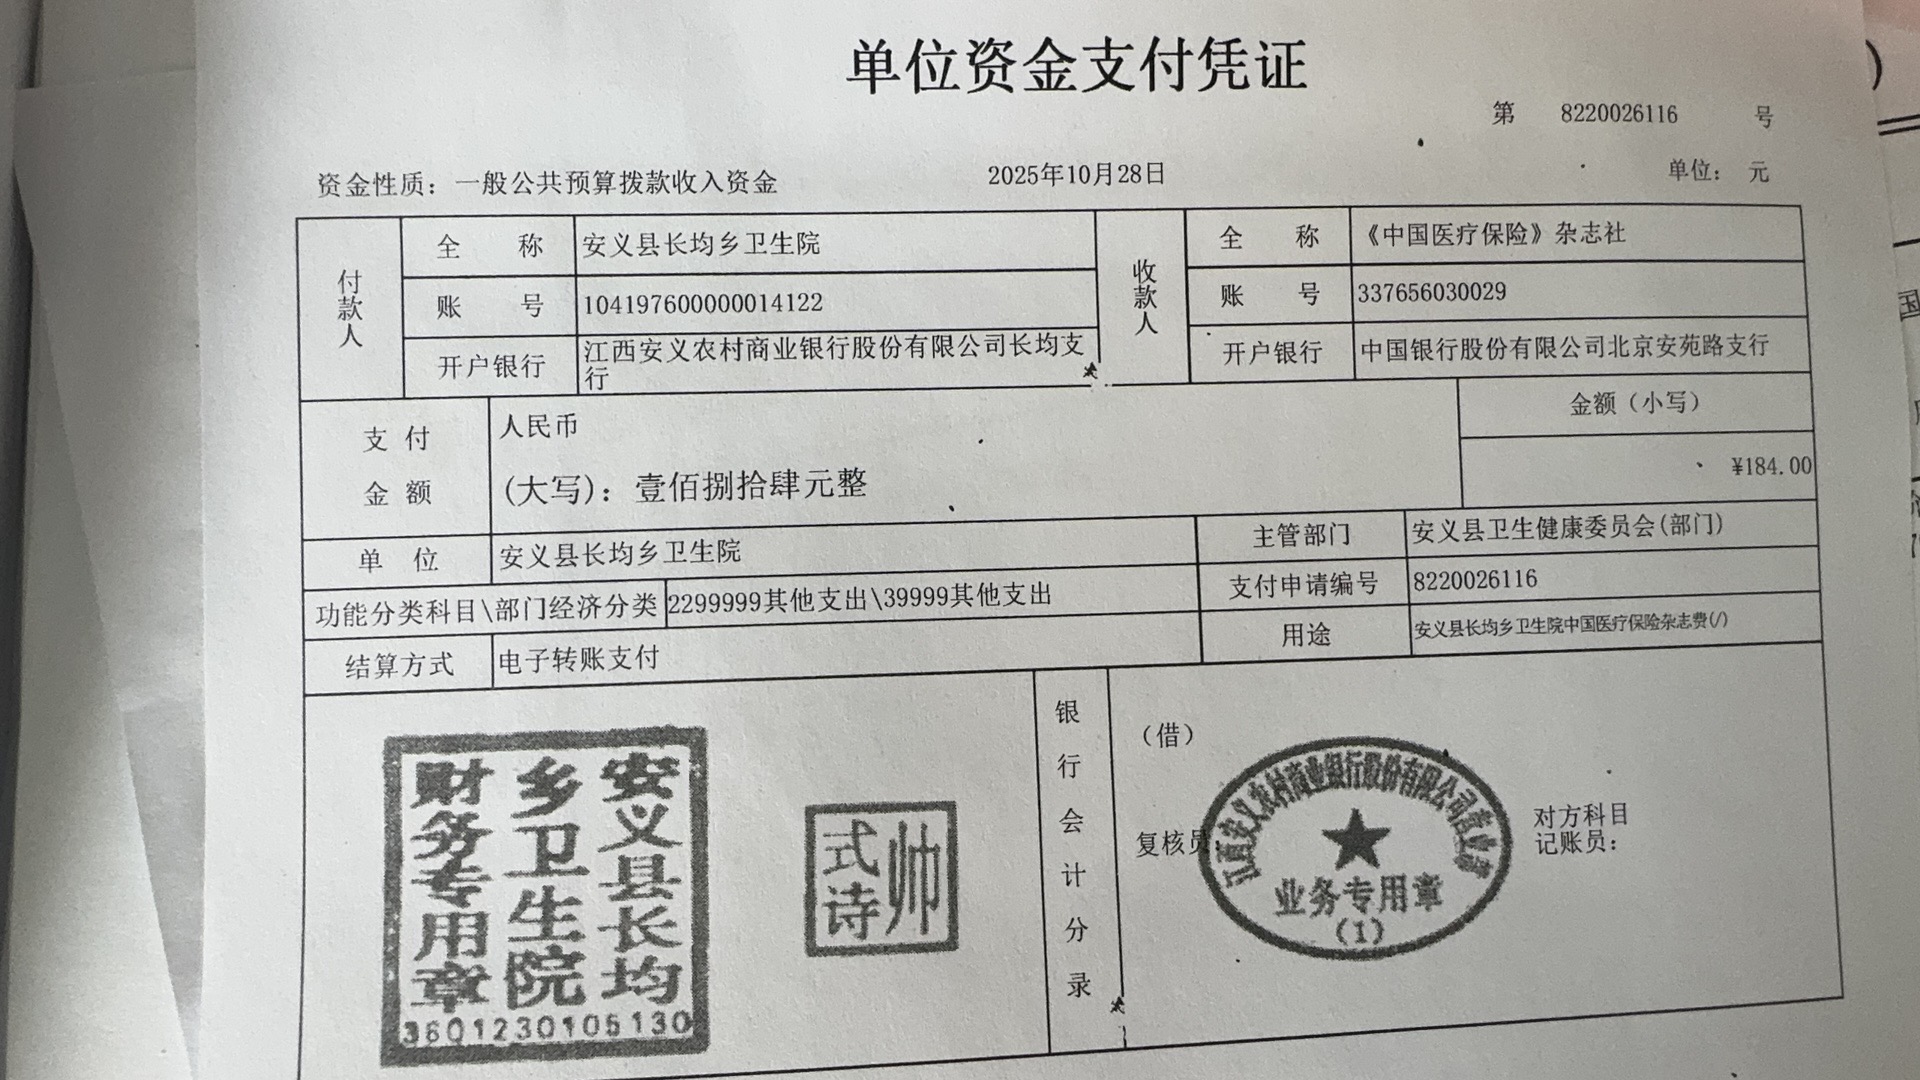 单位资金支付凭证
第 8220026116 号
资金性质：一般公共预算拨款收入资金 2025年10月28日 单位： 元
付款人
全 称 安义县长均乡卫生院
账 号 104197600000014122
开户银行 江西安义农村商业银行股份有限公司长均支行
收款人
全 称 《中国医疗保险》杂志社
账 号 337656030029
开户银行 中国银行股份有限公司北京安苑路支行
支付金额
人民币
(大写)：壹佰捌拾肆元整
金额（小写）
¥184.00
单 位 安义县长均乡卫生院
主管部门 安义县卫生健康委员会(部门)
功能分类科目\部门经济分类 2299999其他支出\39999其他支出
支付申请编号 8220026116
结算方式 电子转账支付
用途 安义县长均乡卫生院中国医疗保险杂志费(/)
安义县长均
乡卫生院
财务专用章
3601230105130
帅
式诗
银行会计分录
（借）
复核员：
江西安义农村商业银行股份有限公司营业部
业务专用章
(1)
对方科目
记账员：